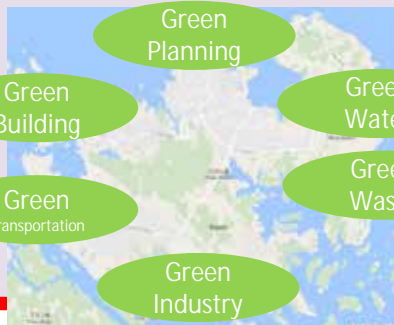 Green
Planning
Green
Building
Gree
Wate
Green
ransportation
Gree
Was
Green
Industry